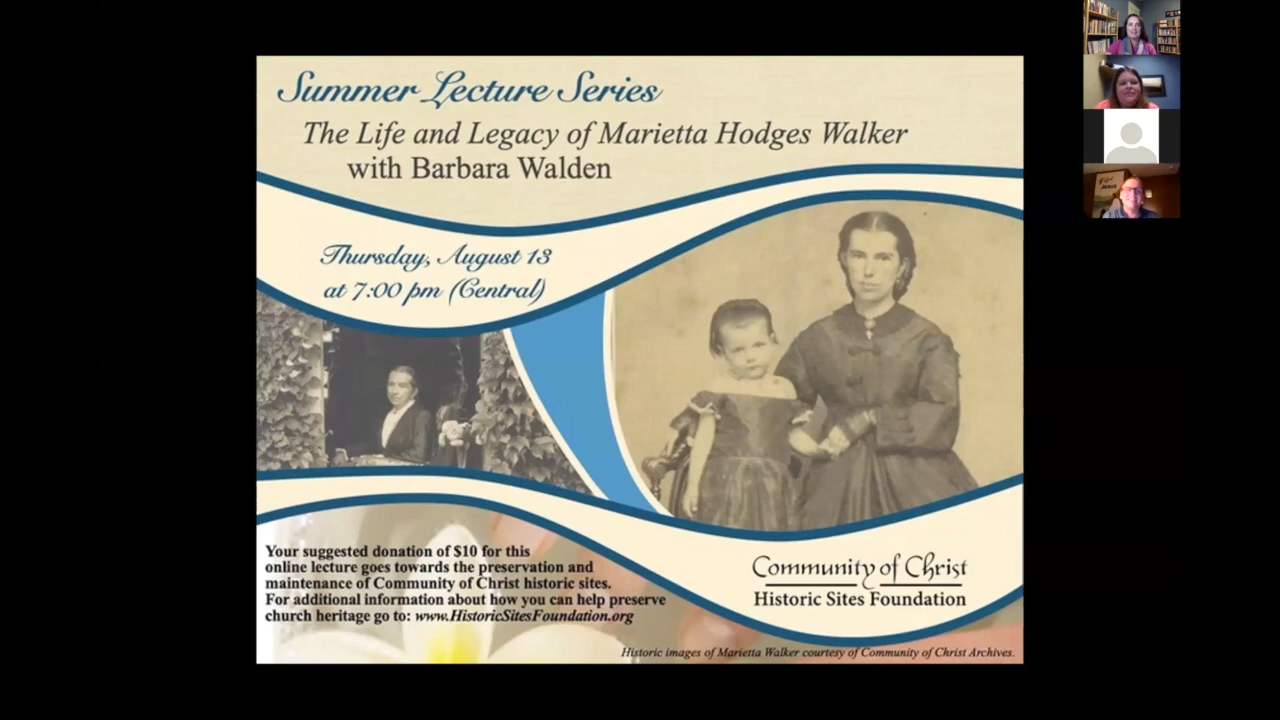 Summer Lecture Series
The Life and Legacy of Marietta Hodges Walker
with Barbara Walden
Thursday, August 13
at 7:00 pm (Central)
Your suggested donation of $10 for this
online lecture goes towards the preservation and
maintenance of Community of Christ historic sites.
For additional information about how you can help preserve
church heritage go to: www.HistoricSitesFoundation.org
Community of Christ
Historic Sites Foundation
Historic images of Marietta Walker courtesy of Community of Christ Archives.